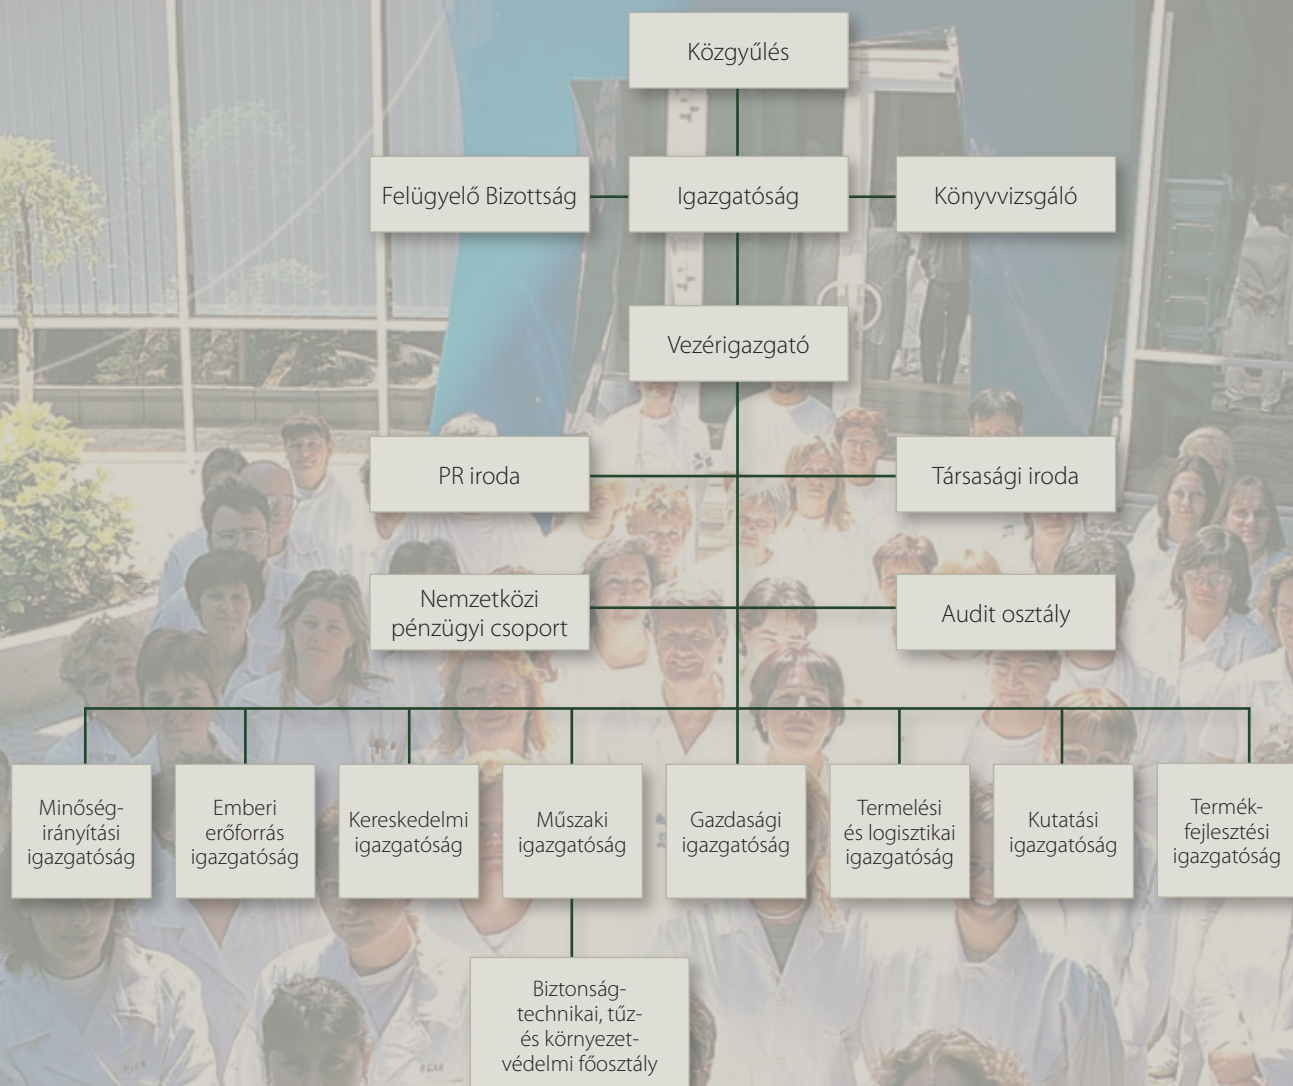 Közgyűlés
Felügyelő Bizottság
Igazgatóság
Könyvvizsgáló
Vezérigazgató
PR iroda
Társasági iroda
Nemzetközi
pénzügyi csoport
Audit osztály
Minőség-
irányítási
igazgatóság
Emberi
erőforrás
igazgatóság
Kereskedelmi
igazgatóság
Műszaki
igazgatóság
Gazdasági
igazgatóság
Termelési
és logisztikai
igazgatóság
Kutatási
igazgatóság
Termék-
fejlesztési
igazgatóság
Biztonság-
technikai, tűz-
és környezet-
védelmi főosztály